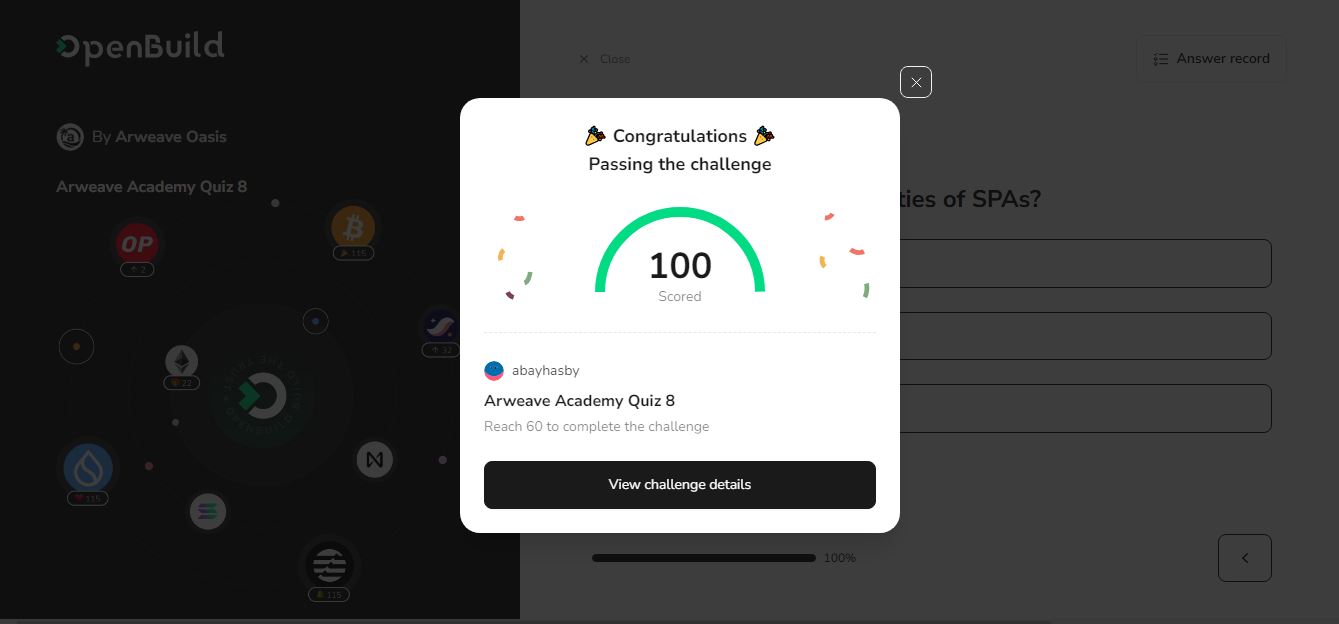 OpenBuild
Close
Answer record
By Arweave Oasis
Arweave Academy Quiz 8
ties of SPAs?
Congratulations
Passing the challenge
100
Scored
abayhasby
Arweave Academy Quiz 8
Reach 60 to complete the challenge
View challenge details
100%
OP
2
115
32
22
115
115